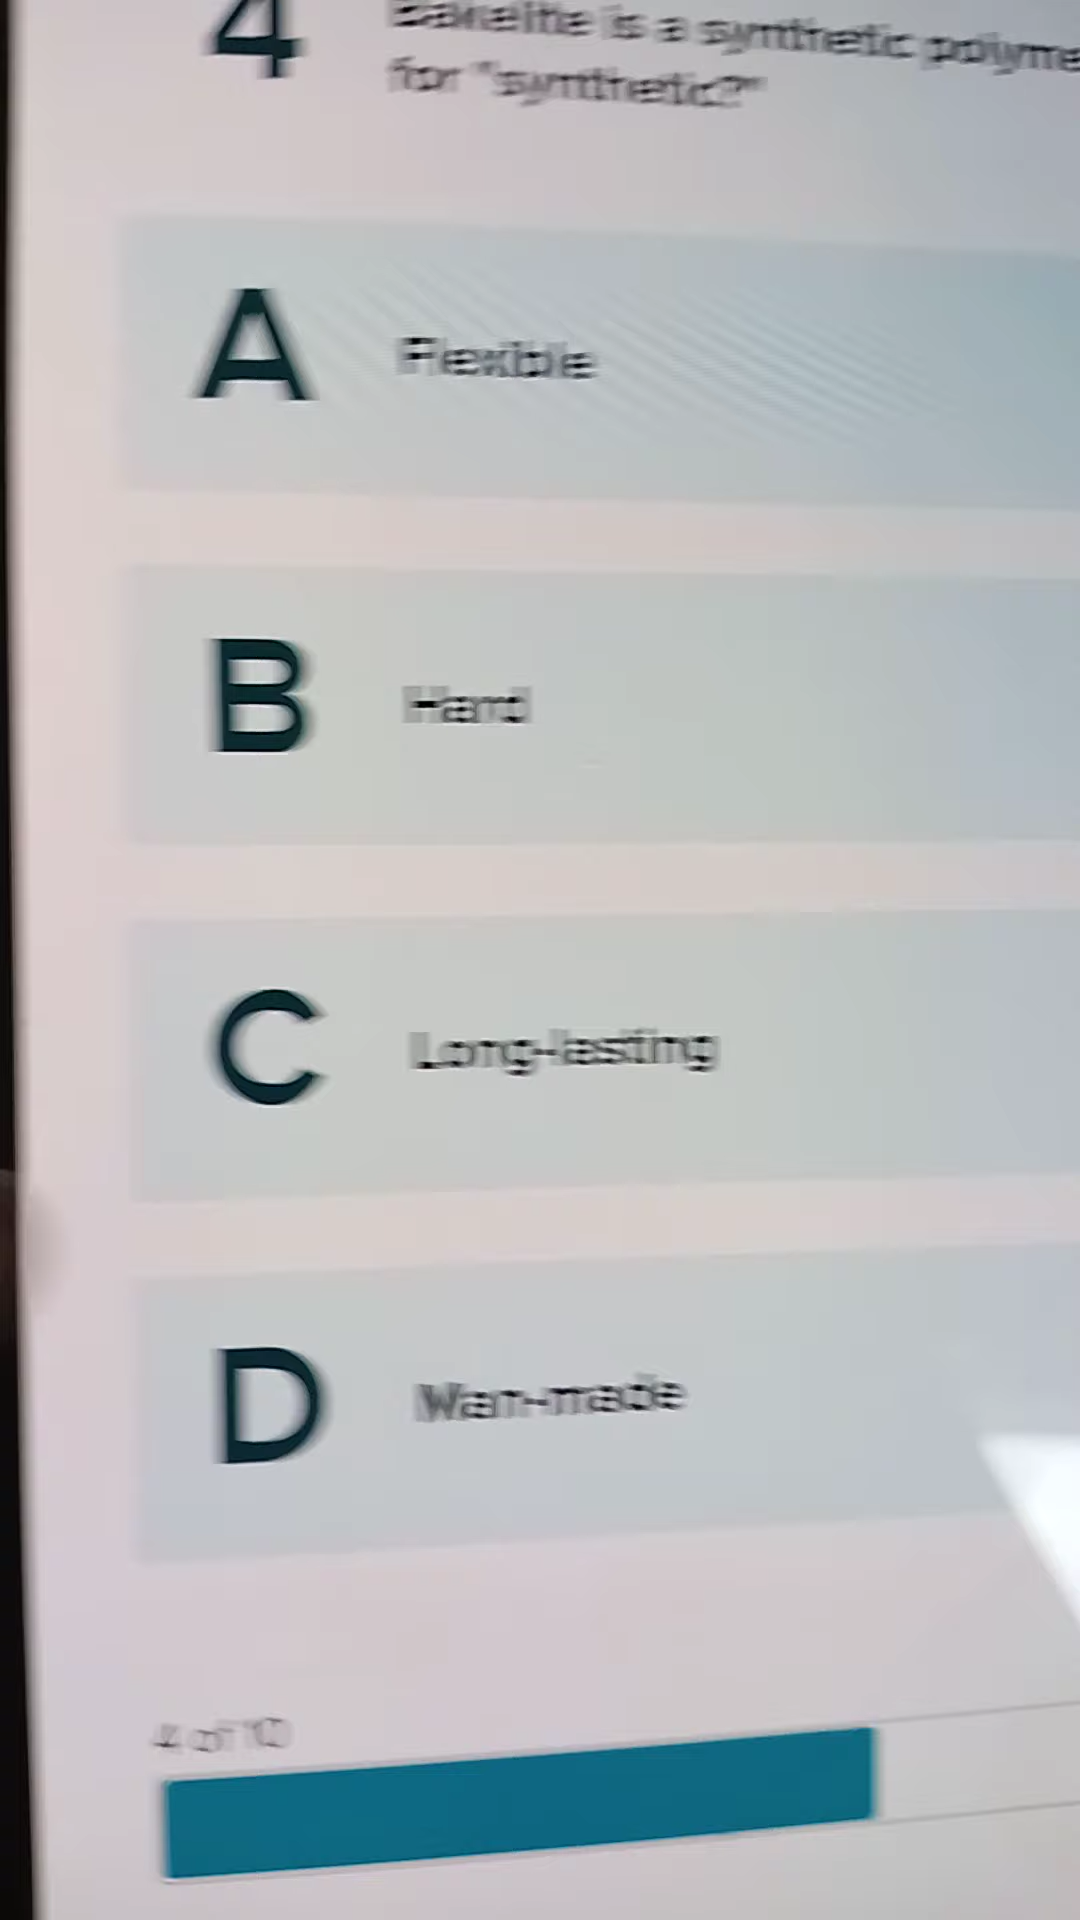 4 Bakelite is a synthetic polyme
for "synthetic?"
A Flexible
B Hard
C Long-lasting
D Man-made
4 of 10